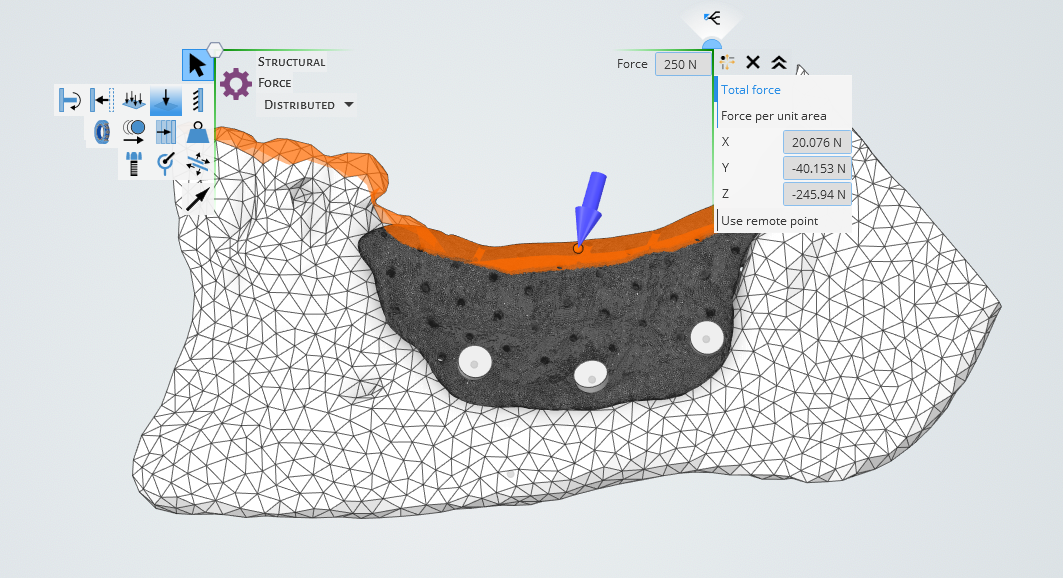 STRUCTURAL
FORCE
DISTRIBUTED
Force 250 N
Total force
Force per unit area
X 20.076 N
Y -40.153 N
Z -245.94 N
Use remote point